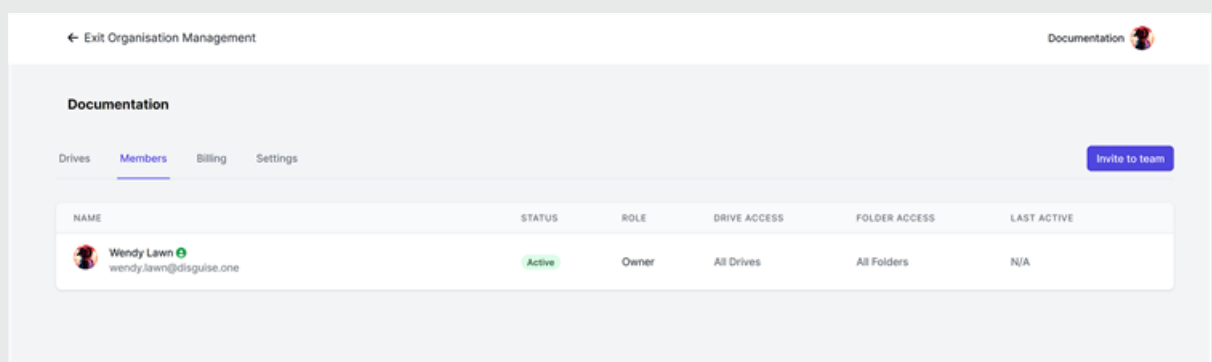 ← Exit Organisation Management
Documentation
Documentation
Drives Members Billing Settings
Invite to team
NAME STATUS ROLE DRIVE ACCESS FOLDER ACCESS LAST ACTIVE
Wendy Lawn
wendy.lawn@disguise.one
Active Owner All Drives All Folders N/A